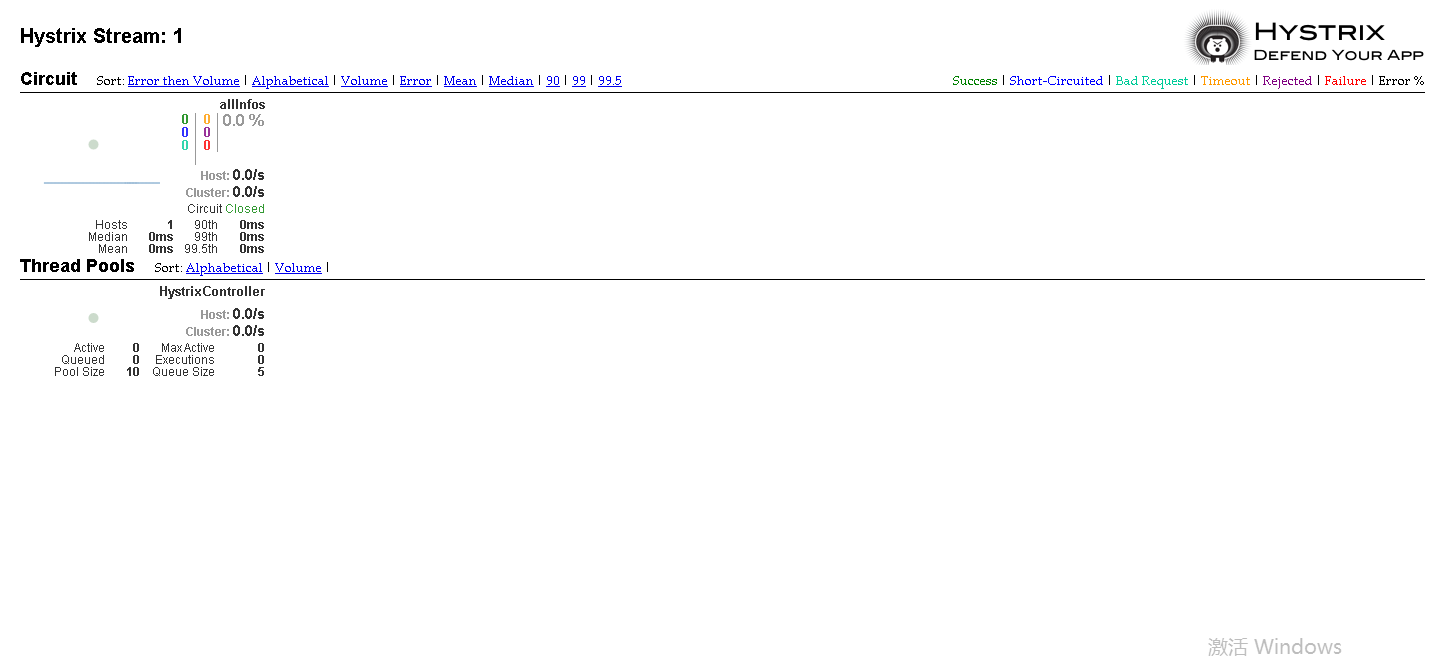 Hystrix Stream: 1
HYSTRIX
DEFEND YOUR APP
Circuit Sort: Error then Volume | Alphabetical | Volume | Error | Mean | Median | 90 | 99 | 99.5
Success | Short-Circuited | Bad Request | Timeout | Rejected | Failure | Error %
allInfos
0 | 0 | 0.0 %
0 | 0
0 | 0
Host: 0.0/s
Cluster: 0.0/s
Circuit Closed
Hosts 1 90th 0ms
Median 0ms 99th 0ms
Mean 0ms 99.5th 0ms
Thread Pools Sort: Alphabetical | Volume |
HystrixController
Host: 0.0/s
Cluster: 0.0/s
Active 0 Max Active 0
Queued 0 Executions 0
Pool Size 10 Queue Size 5
激活 Windows